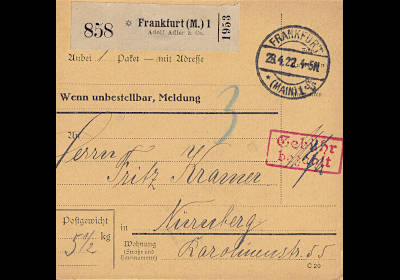 858 * Frankfurt (M.) 1
Adolf Adler & Co.
1953
FRANKFURT
28.4.22.4-5N
* (MAIN) 1
Anbei 1 Paket — mit Adresse
Wenn unbestellbar, Meldung
3
An
Gebühr
bezahlt
Herrn
Fritz Kramer
in Nürnberg
Postgewicht
5½ kg
Wohnung
(Straße und
Hausnummer)
Karolinenstr. 55
C 20